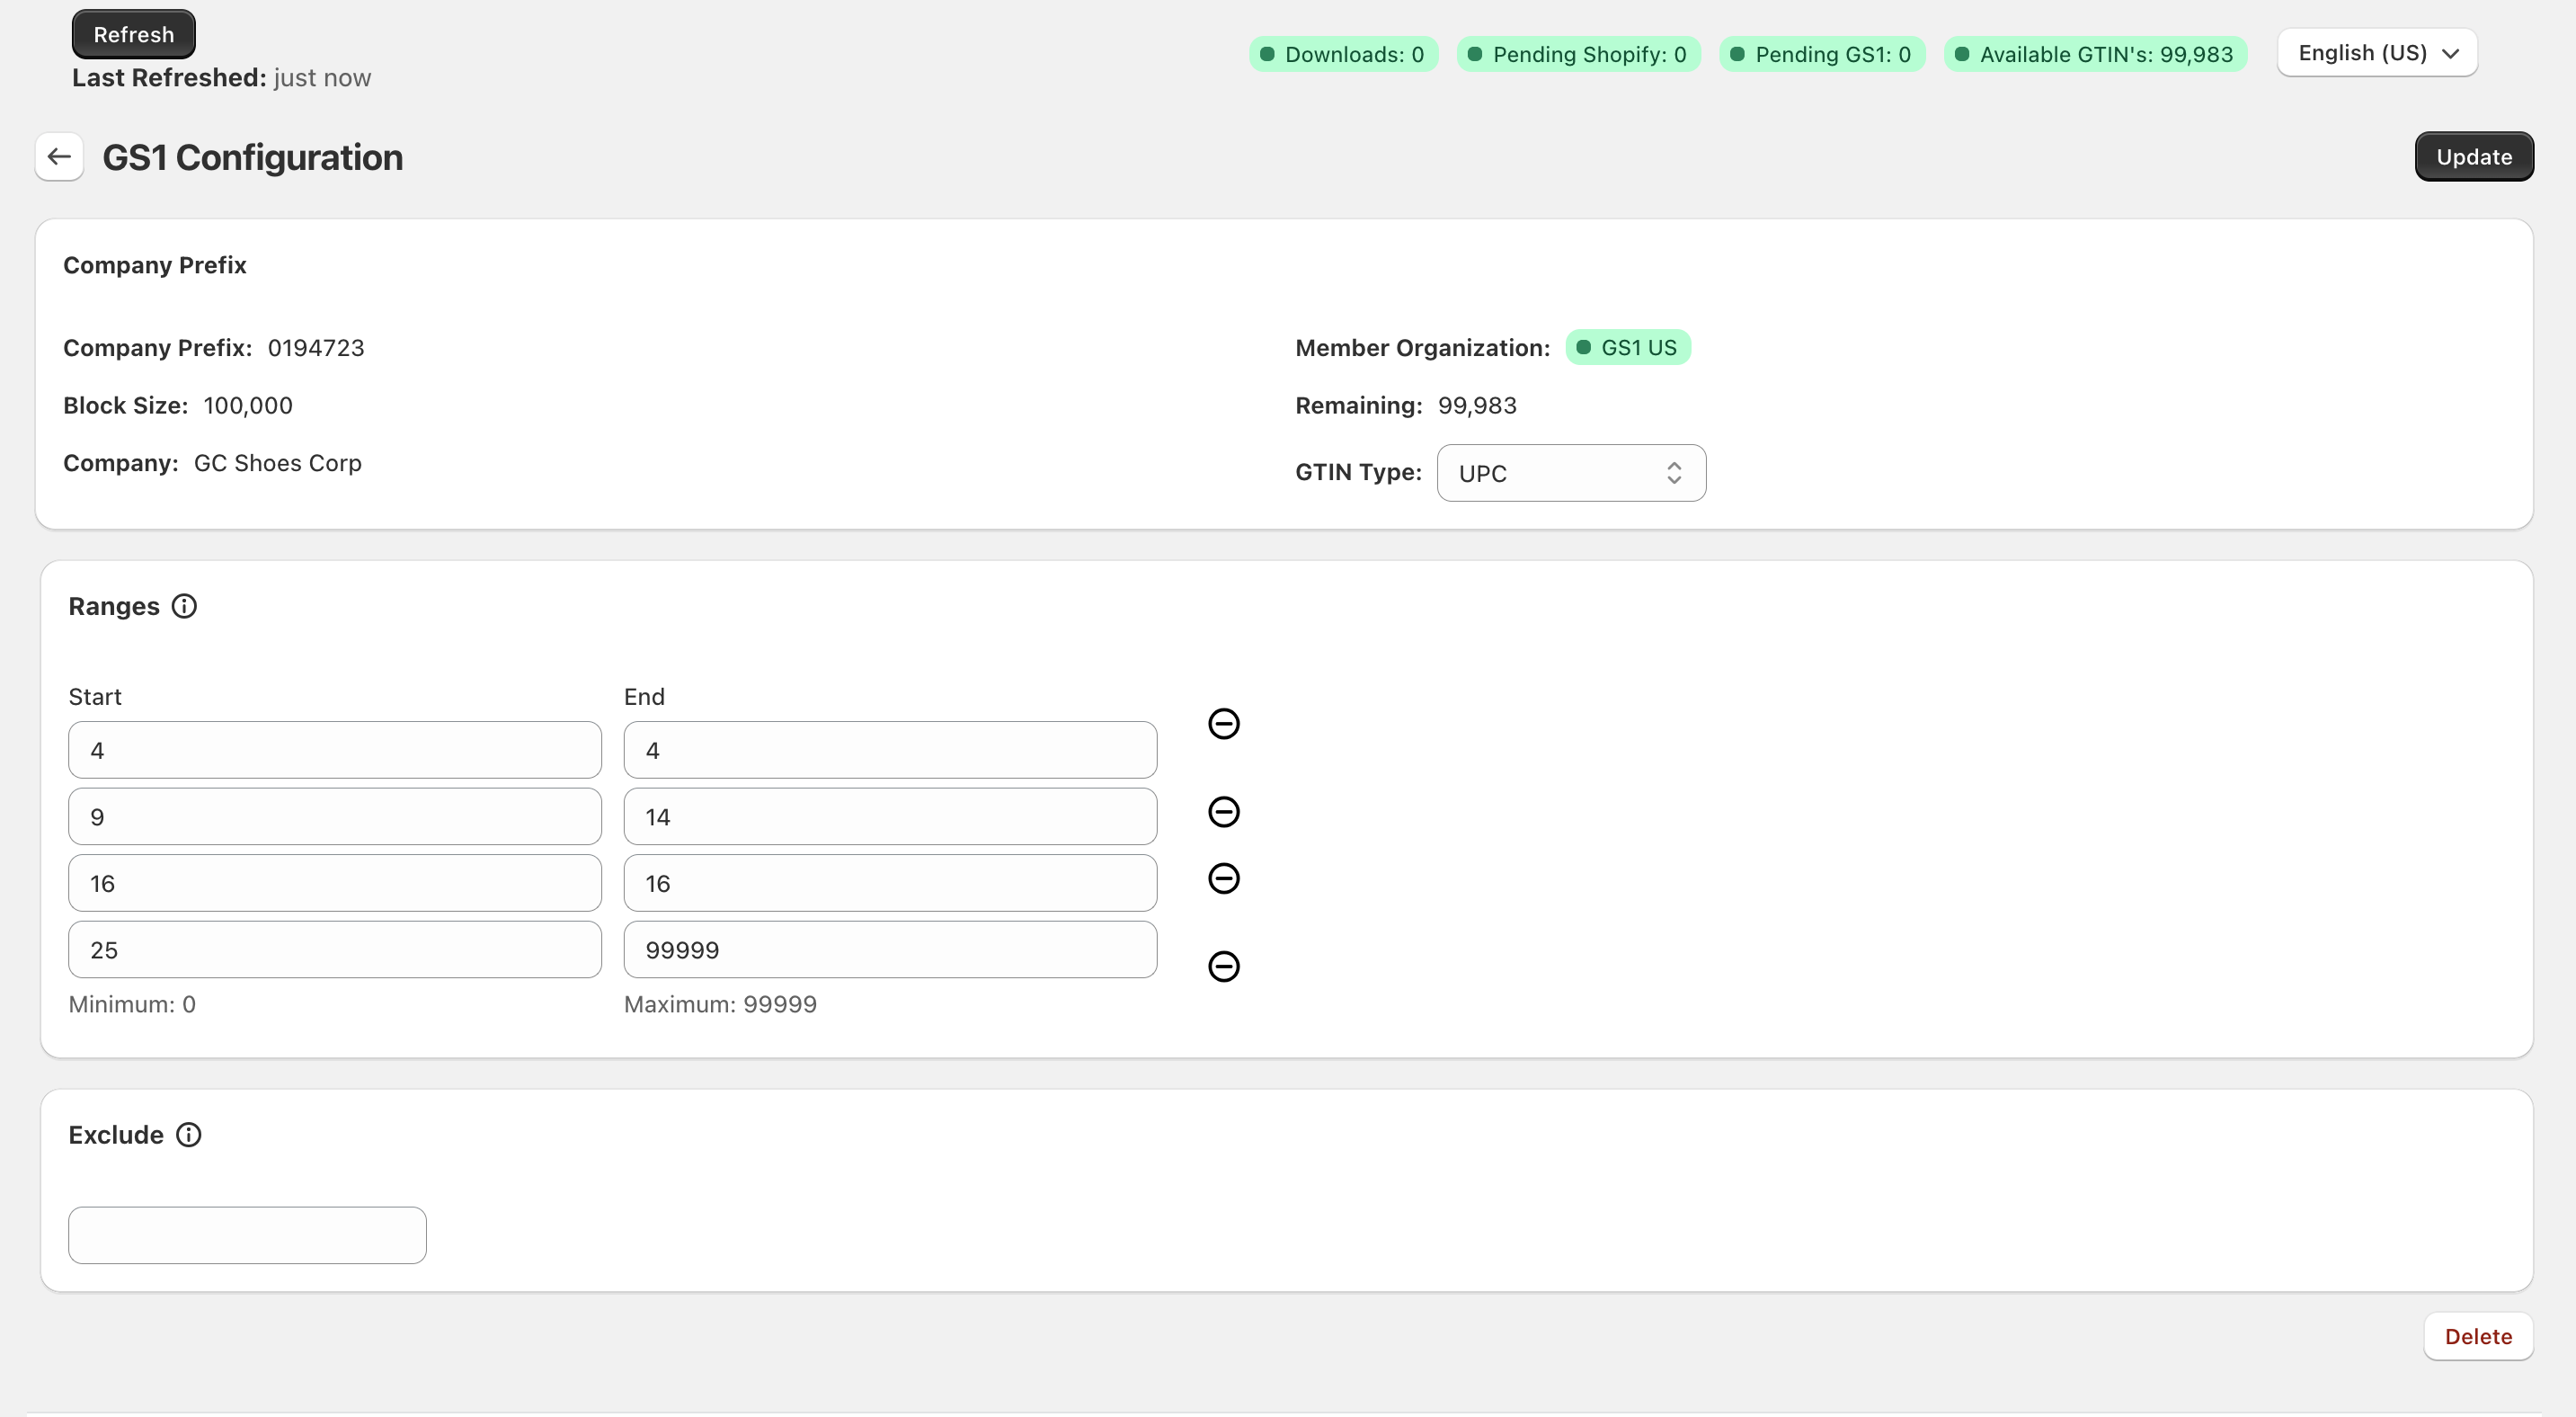 Refresh
Last Refreshed: just now
Downloads: 0
Pending Shopify: 0
Pending GS1: 0
Available GTIN's: 99,983
English (US)
GS1 Configuration
Update
Company Prefix
Company Prefix: 0194723
Member Organization: GS1 US
Block Size: 100,000
Remaining: 99,983
Company: GC Shoes Corp
GTIN Type: UPC
Ranges
Start End
4 4
9 14
16 16
25 99999
Minimum: 0 Maximum: 99999
Exclude
Delete